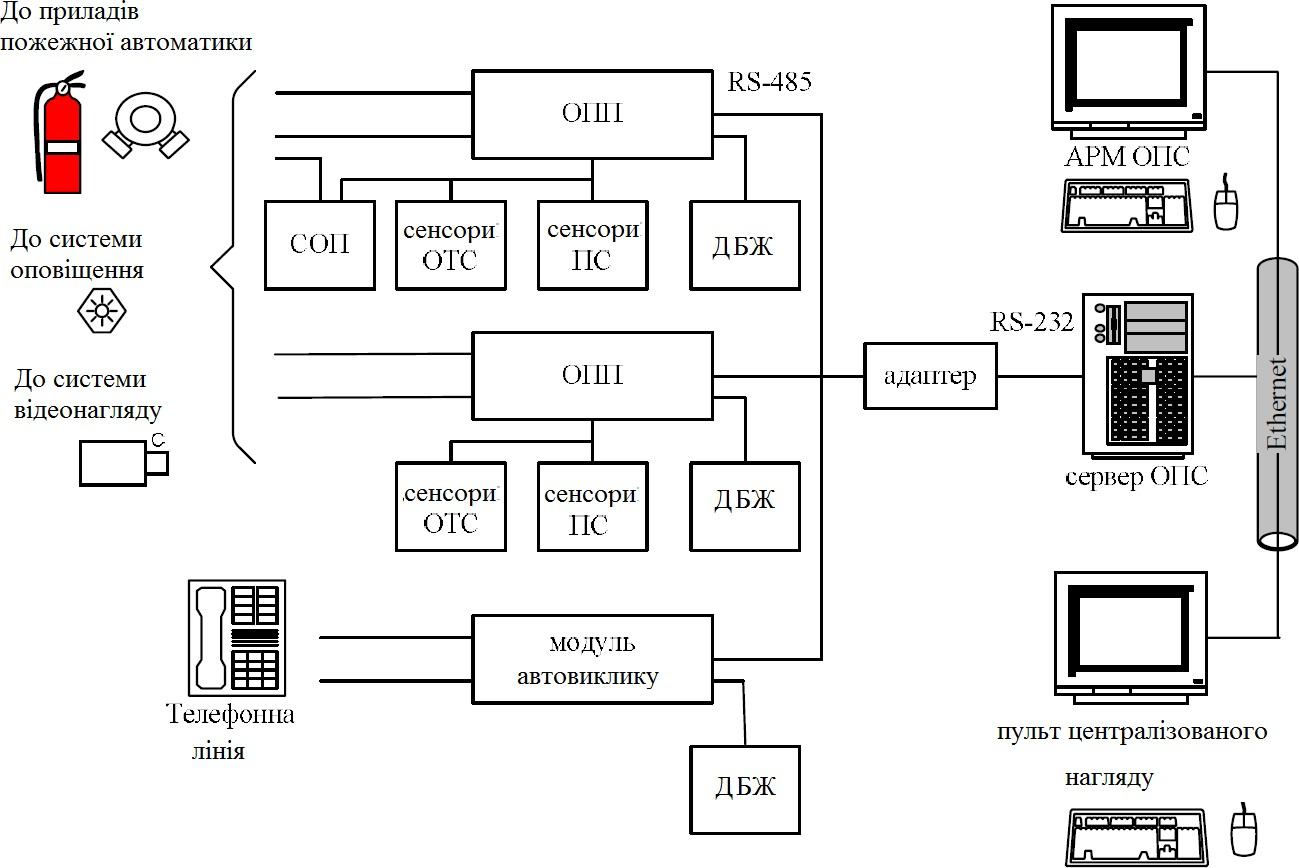 До приладів
пожежної автоматики
RS-485
ОПП
АРМ ОПС
До системи
оповіщення
СОП
сенсори
ОТС
сенсори
ПС
ДБЖ
RS-232
До системи
відеонагляду
С
ОПП
адаптер
Ethernet
сенсори
ОТС
сенсори
ПС
ДБЖ
сервер ОПС
Телефонна
лінія
модуль
автовиклику
ДБЖ
пульт централізованого
нагляду